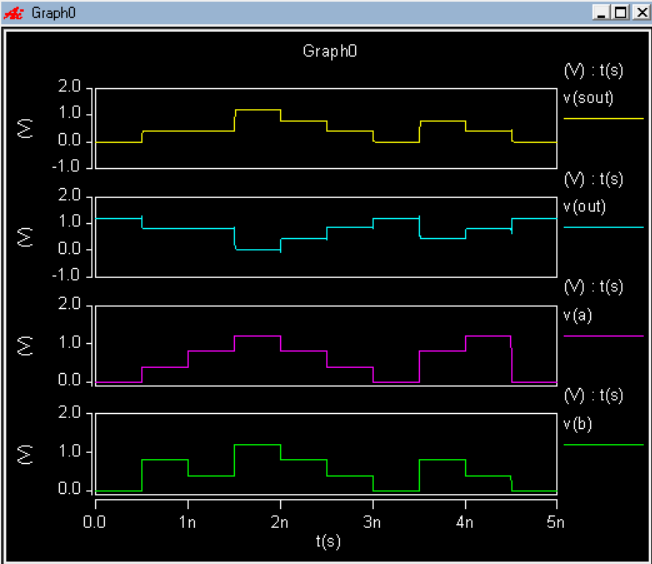 Graph0
Graph0
(V) : t(s)
v(sout)
2.0
1.0
0.0
-1.0
(V)
(V) : t(s)
v(out)
2.0
1.0
0.0
-1.0
(V)
(V) : t(s)
v(a)
2.0
1.0
0.0
(V)
(V) : t(s)
v(b)
2.0
1.0
0.0
(V)
0.0 1n 2n 3n 4n 5n
t(s)